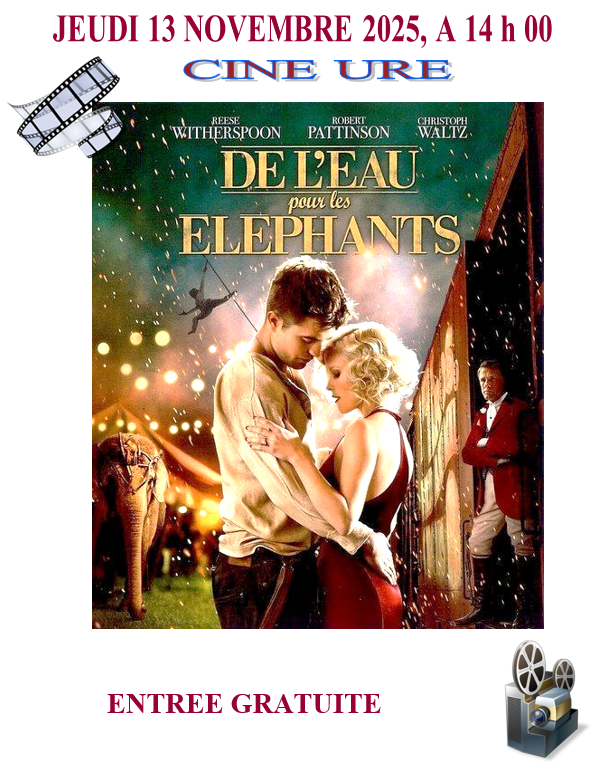 JEUDI 13 NOVEMBRE 2025, A 14 h 00
CINE URE
REESE WITHERSPOON
ROBERT PATTINSON
CHRISTOPH WALTZ
DE L'EAU
pour les
ELEPHANTS
ENTREE GRATUITE